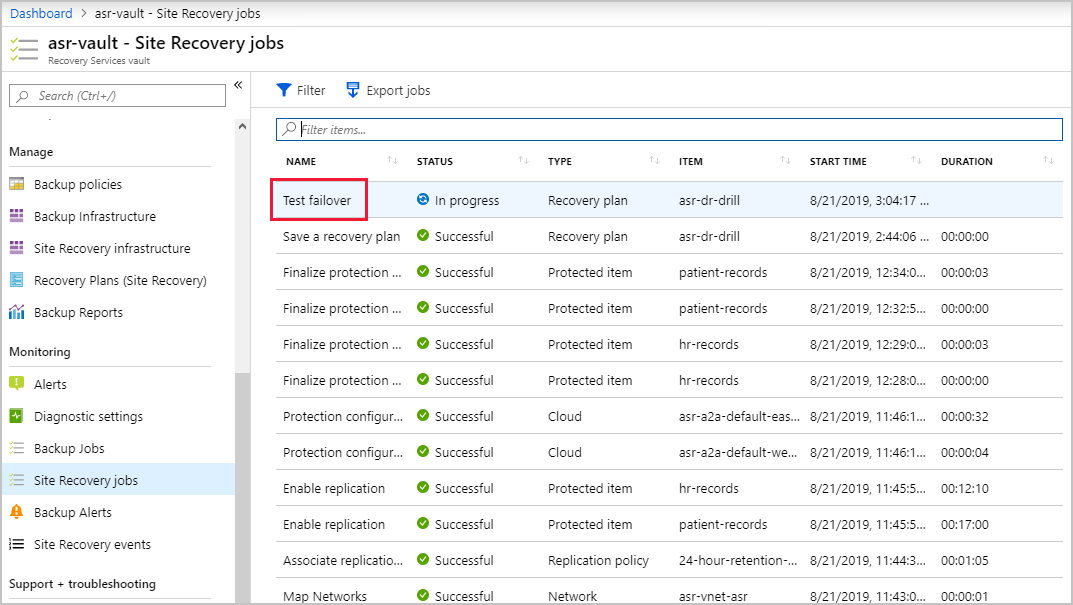 Dashboard > asr-vault - Site Recovery jobs
asr-vault - Site Recovery jobs
Recovery Services vault
Search (Ctrl+/)
«
Manage
Backup policies
Backup Infrastructure
Site Recovery infrastructure
Recovery Plans (Site Recovery)
Backup Reports
Monitoring
Alerts
Diagnostic settings
Backup Jobs
Site Recovery jobs
Backup Alerts
Site Recovery events
Support + troubleshooting
Filter Export jobs
Filter items...
NAME STATUS TYPE ITEM START TIME DURATION
Test failover In progress Recovery plan asr-dr-drill 8/21/2019, 3:04:17 ...
Save a recovery plan Successful Recovery plan asr-dr-drill 8/21/2019, 2:44:06 ... 00:00:00
Finalize protection ... Successful Protected item patient-records 8/21/2019, 12:34:0... 00:00:03
Finalize protection ... Successful Protected item patient-records 8/21/2019, 12:32:5... 00:00:00
Finalize protection ... Successful Protected item hr-records 8/21/2019, 12:29:0... 00:00:03
Finalize protection ... Successful Protected item hr-records 8/21/2019, 12:28:0... 00:00:00
Protection configur... Successful Cloud asr-a2a-default-eas... 8/21/2019, 11:46:1... 00:00:32
Protection configur... Successful Cloud asr-a2a-default-we... 8/21/2019, 11:46:1... 00:00:04
Enable replication Successful Protected item hr-records 8/21/2019, 11:45:5... 00:12:10
Enable replication Successful Protected item patient-records 8/21/2019, 11:45:5... 00:17:00
Associate replicatio... Successful Replication policy 24-hour-retention-... 8/21/2019, 11:44:3... 00:01:05
Map Networks Successful Network asr-vnet-asr 8/21/2019, 11:43:0... 00:00:01